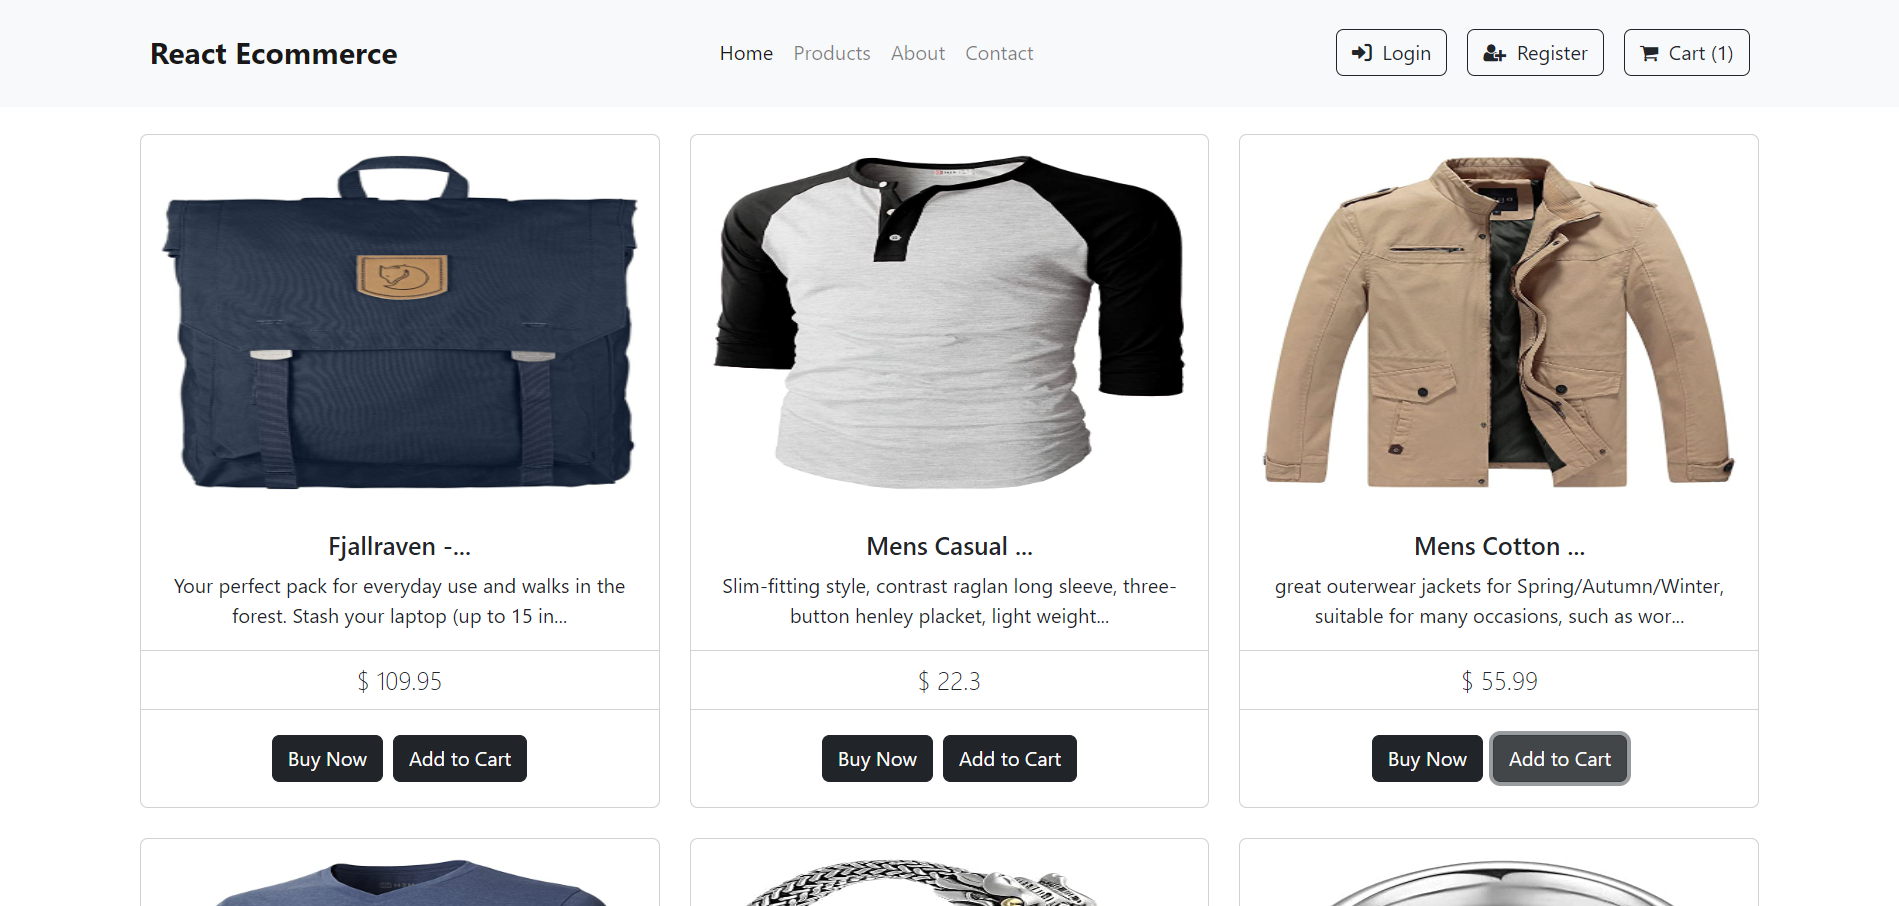 React Ecommerce
Home Products About Contact
Login Register Cart (1)
Fjallraven -...
Your perfect pack for everyday use and walks in the
forest. Stash your laptop (up to 15 in...
$ 109.95
Buy Now Add to Cart
Mens Casual ...
Slim-fitting style, contrast raglan long sleeve, three-
button henley placket, light weight...
$ 22.3
Buy Now Add to Cart
Mens Cotton ...
great outerwear jackets for Spring/Autumn/Winter,
suitable for many occasions, such as wor...
$ 55.99
Buy Now Add to Cart